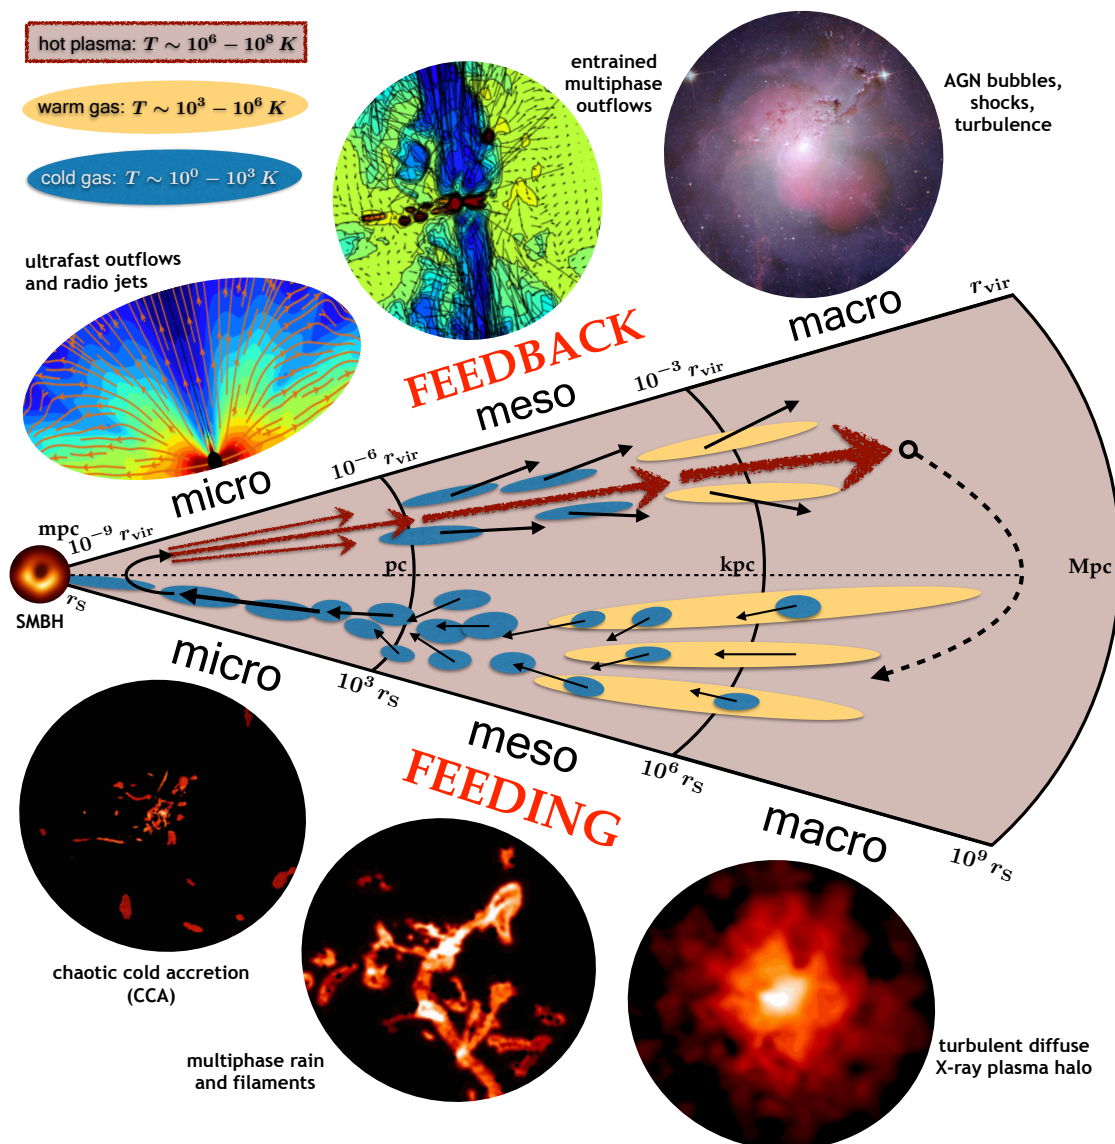 hot plasma: T ∼ 10⁶ − 10⁸ K
warm gas: T ∼ 10³ − 10⁶ K
cold gas: T ∼ 10⁰ − 10³ K
entrained
multiphase
outflows
AGN bubbles,
shocks,
turbulence
ultrafast outflows
and radio jets
FEEDBACK
micro
meso
macro
10⁻⁹ r_vir
10⁻⁶ r_vir
10⁻³ r_vir
r_vir
mpc
pc
kpc
Mpc
SMBH
r_S
10³ r_S
10⁶ r_S
10⁹ r_S
micro
meso
macro
FEEDING
chaotic cold accretion
(CCA)
multiphase rain
and filaments
turbulent diffuse
X-ray plasma halo